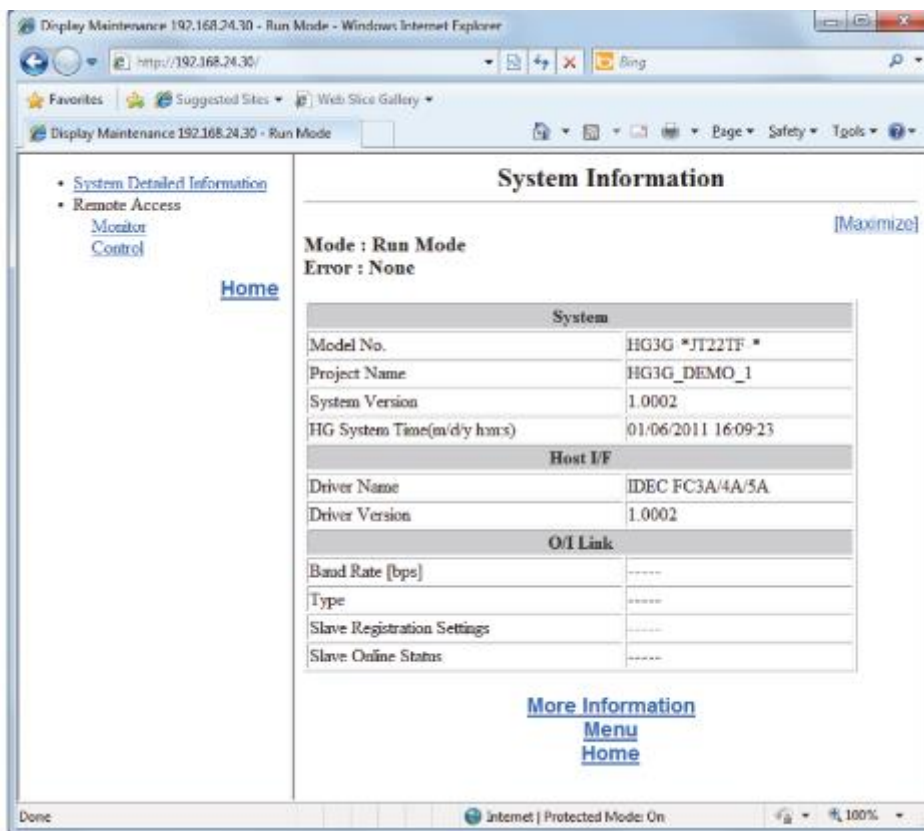 Display Maintenance 192.168.24.30 - Run Mode - Windows Internet Explorer
http://192.168.24.30/
Bing
Favorites
Suggested Sites
Web Slice Gallery
Display Maintenance 192.168.24.30 - Run Mode
Page
Safety
Tools
• System Detailed Information
• Remote Access
Monitor
Control
Home
System Information
[Maximize]
Mode : Run Mode
Error : None
System
Model No. HG3G *JT22TF *
Project Name HG3G_DEMO_1
System Version 1.0002
HG System Time(m/d/y h:m:s) 01/06/2011 16:09:23
Host I/F
Driver Name IDEC FC3A/4A/5A
Driver Version 1.0002
O/I Link
Baud Rate [bps] -----
Type -----
Slave Registration Settings -----
Slave Online Status -----
More Information
Menu
Home
Done
Internet | Protected Mode: On
100%